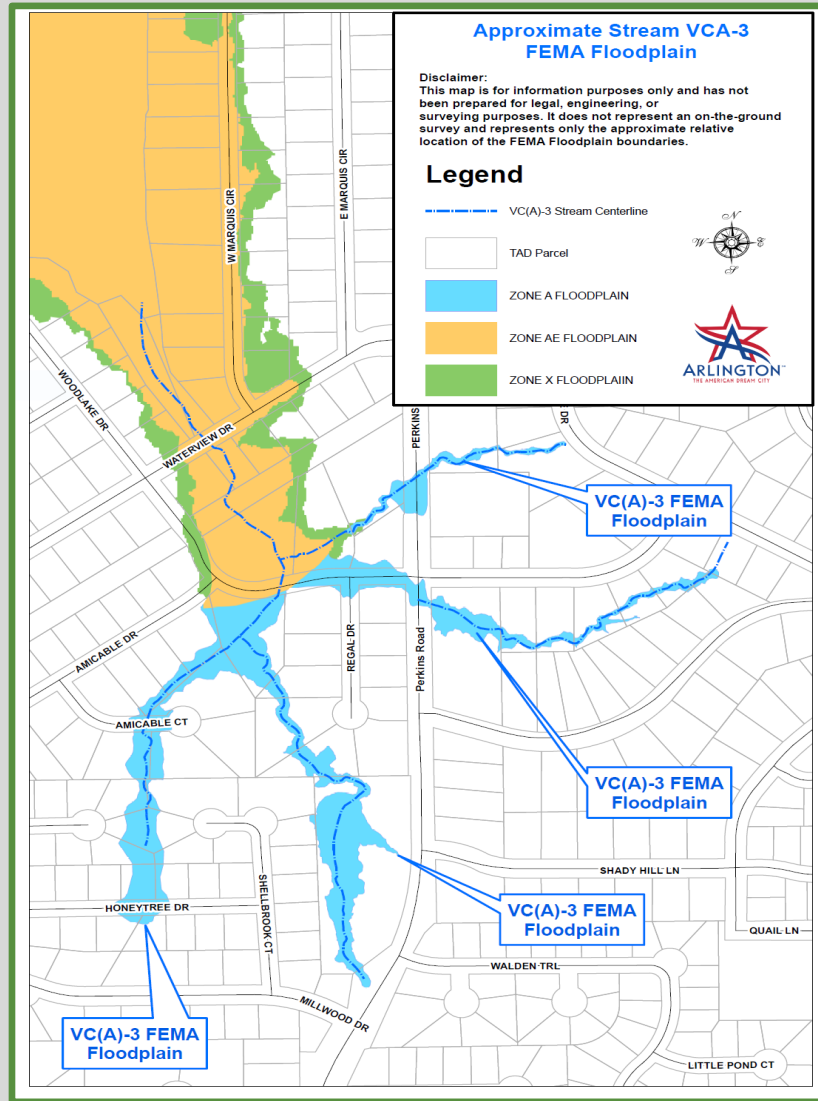 Approximate Stream VCA-3
FEMA Floodplain
Disclaimer:
This map is for information purposes only and has not
been prepared for legal, engineering, or
surveying purposes. It does not represent an on-the-ground
survey and represents only the approximate relative
location of the FEMA Floodplain boundaries.
Legend
VC(A)-3 Stream Centerline
TAD Parcel
ZONE A FLOODPLAIN
ZONE AE FLOODPLAIN
ZONE X FLOODPLAIIN
N
W
E
S
ARLINGTON
THE AMERICAN DREAM CITY
W MARQUIS CIR
E MARQUIS CIR
WOODLAKE DR
WATERVIEW DR
PERKINS
E DR
VC(A)-3 FEMA
Floodplain
AMICABLE DR
REGAL DR
Perkins Road
AMICABLE CT
VC(A)-3 FEMA
Floodplain
SHADY HILL LN
HONEYTREE DR
SHELLBROOK CT
VC(A)-3 FEMA
Floodplain
QUAIL LN
WALDEN TRL
MILLWOOD DR
VC(A)-3 FEMA
Floodplain
LITTLE POND CT